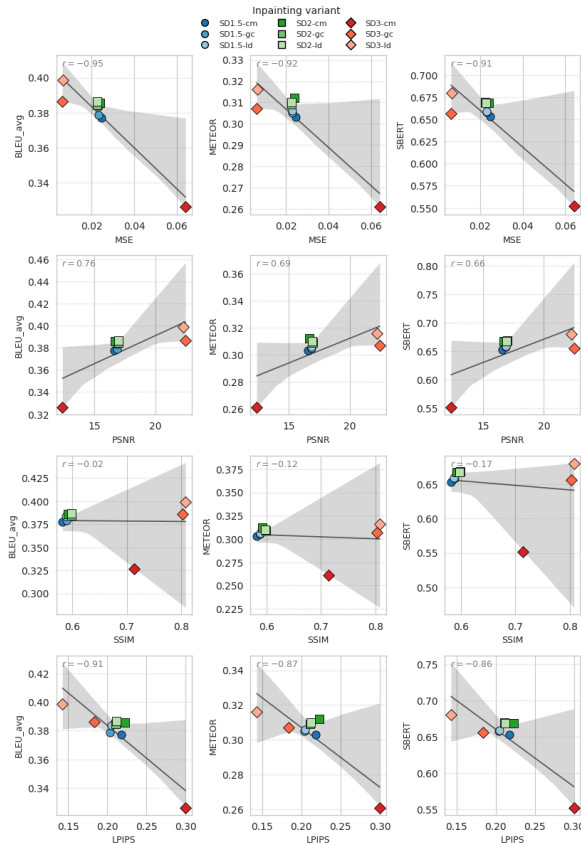 Inpainting variant
SD1.5-cm SD2-cm SD3-cm
SD1.5-gc SD2-gc SD3-gc
SD1.5-ld SD2-ld SD3-ld
r = −0.95 r = −0.92 r = −0.91
BLEU_avg METEOR SBERT
0.40 0.33 0.700
0.38 0.32 0.675
0.36 0.31 0.650
0.34 0.30 0.625
0.29 0.600
0.28 0.575
0.27 0.550
0.26
0.02 0.04 0.06 0.02 0.04 0.06 0.02 0.04 0.06
MSE MSE MSE
r = 0.76 r = 0.69 r = 0.66
BLEU_avg METEOR SBERT
0.46 0.36 0.80
0.44 0.34 0.75
0.42 0.32 0.70
0.40 0.30 0.65
0.38 0.28 0.60
0.36 0.26 0.55
0.34
0.32
15 20 15 20 15 20
PSNR PSNR PSNR
r = −0.02 r = −0.12 r = −0.17
BLEU_avg METEOR SBERT
0.425 0.375 0.65
0.400 0.350 0.60
0.375 0.325 0.55
0.350 0.300 0.50
0.325 0.275
0.300 0.250
0.225
0.6 0.7 0.8 0.6 0.7 0.8 0.6 0.7 0.8
SSIM SSIM SSIM
r = −0.91 r = −0.87 r = −0.86
BLEU_avg METEOR SBERT
0.42 0.34 0.75
0.40 0.32 0.70
0.38 0.30 0.65
0.36 0.28 0.60
0.34 0.26 0.55
0.15 0.20 0.25 0.30 0.15 0.20 0.25 0.30 0.15 0.20 0.25 0.30
LPIPS LPIPS LPIPS